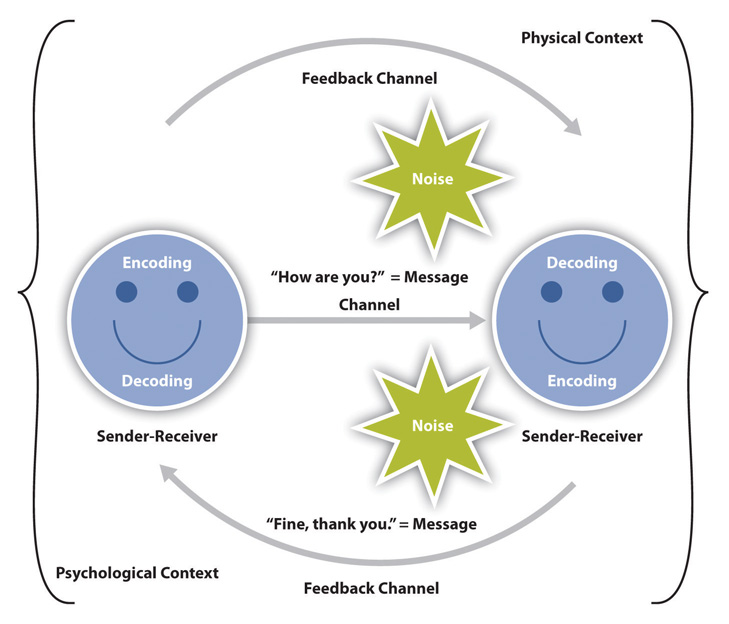 Physical Context
Feedback Channel
Noise
Encoding
Decoding
“How are you?” = Message
Channel
Decoding
Encoding
Noise
Sender-Receiver
Sender-Receiver
“Fine, thank you.” = Message
Psychological Context
Feedback Channel